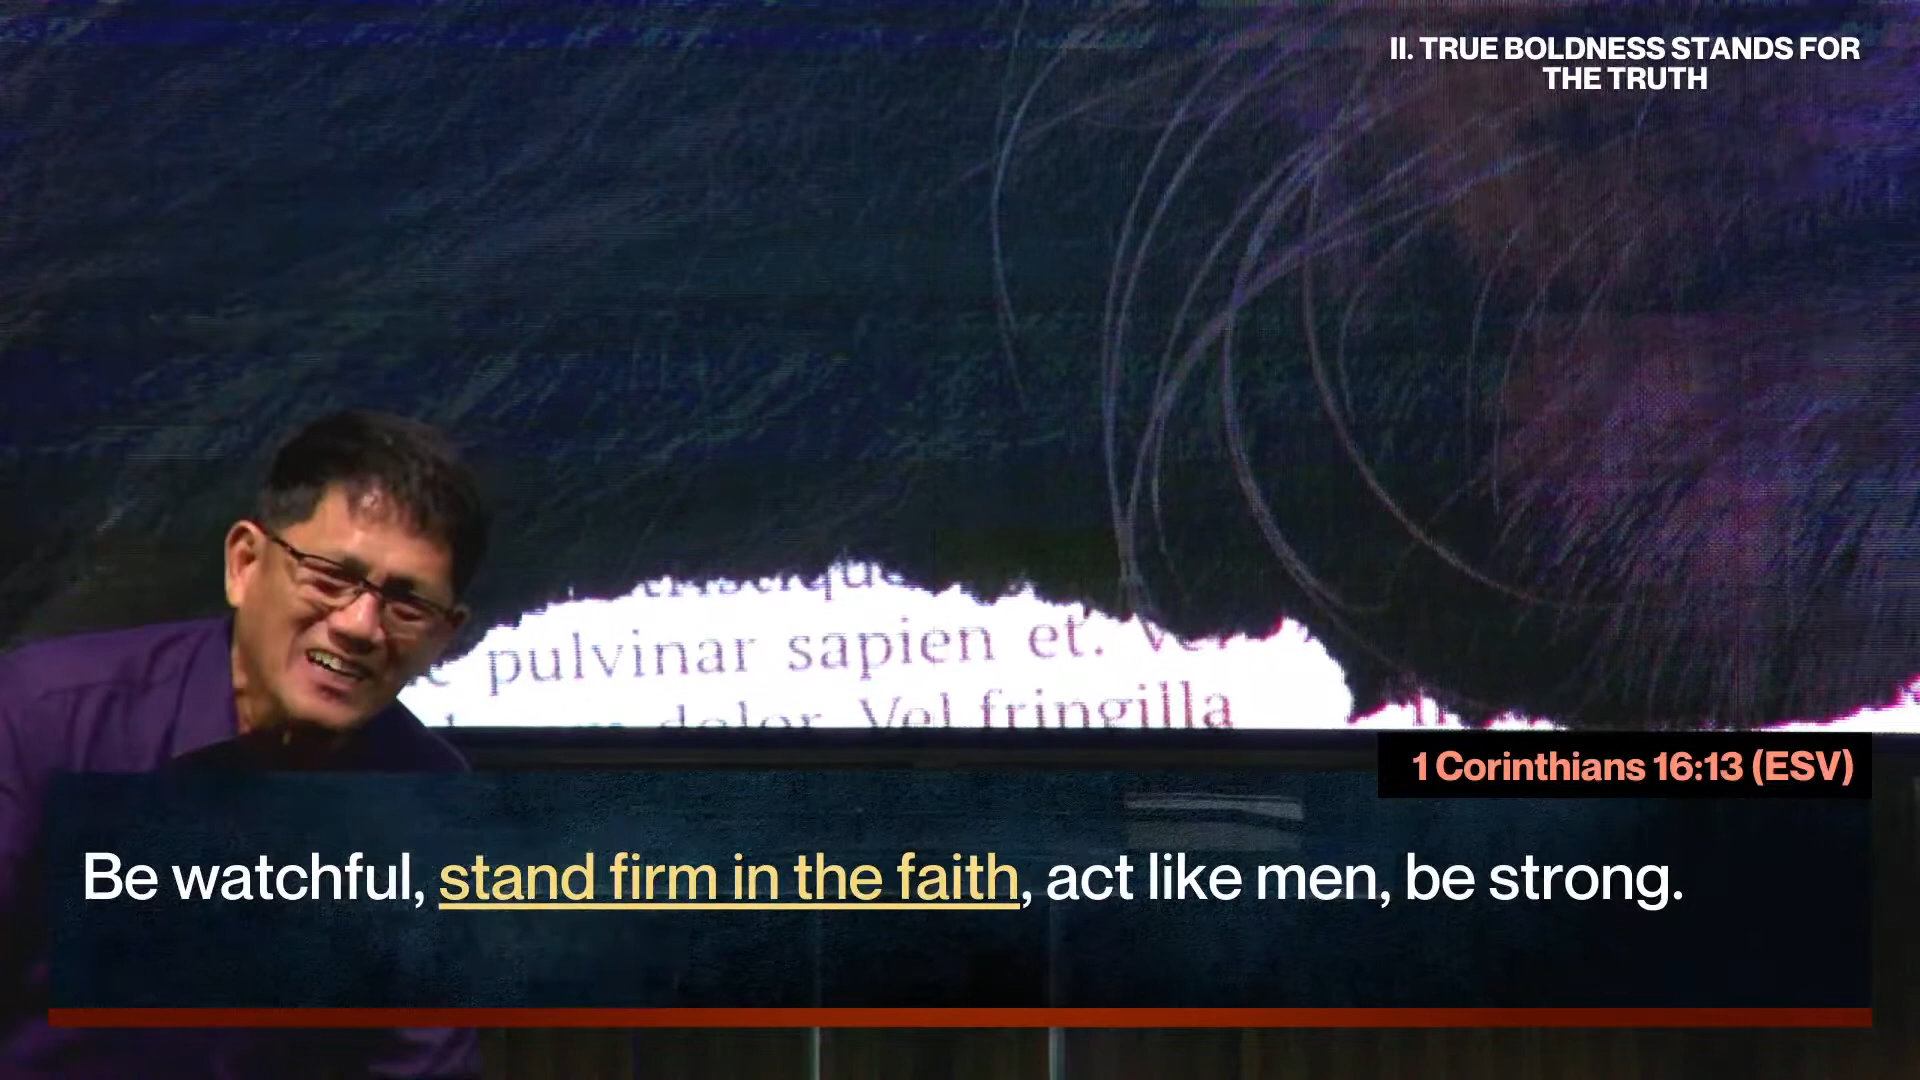 II. TRUE BOLDNESS STANDS FOR
THE TRUTH
pulvinar sapien et.
dolor. Vel fringilla
1 Corinthians 16:13 (ESV)
Be watchful, stand firm in the faith, act like men, be strong.